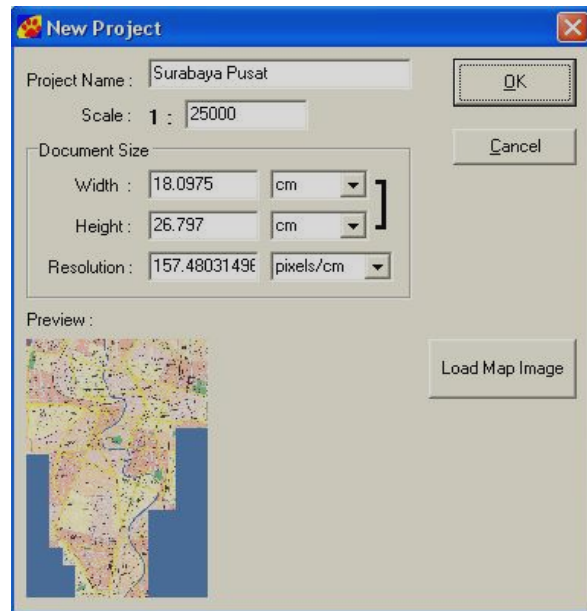 New Project
Project Name : Surabaya Pusat
OK
Scale : 1 : 25000
Cancel
Document Size
Width : 18.0975 cm
Height : 26.797 cm
Resolution : 157.48031496 pixels/cm
Preview :
Load Map Image